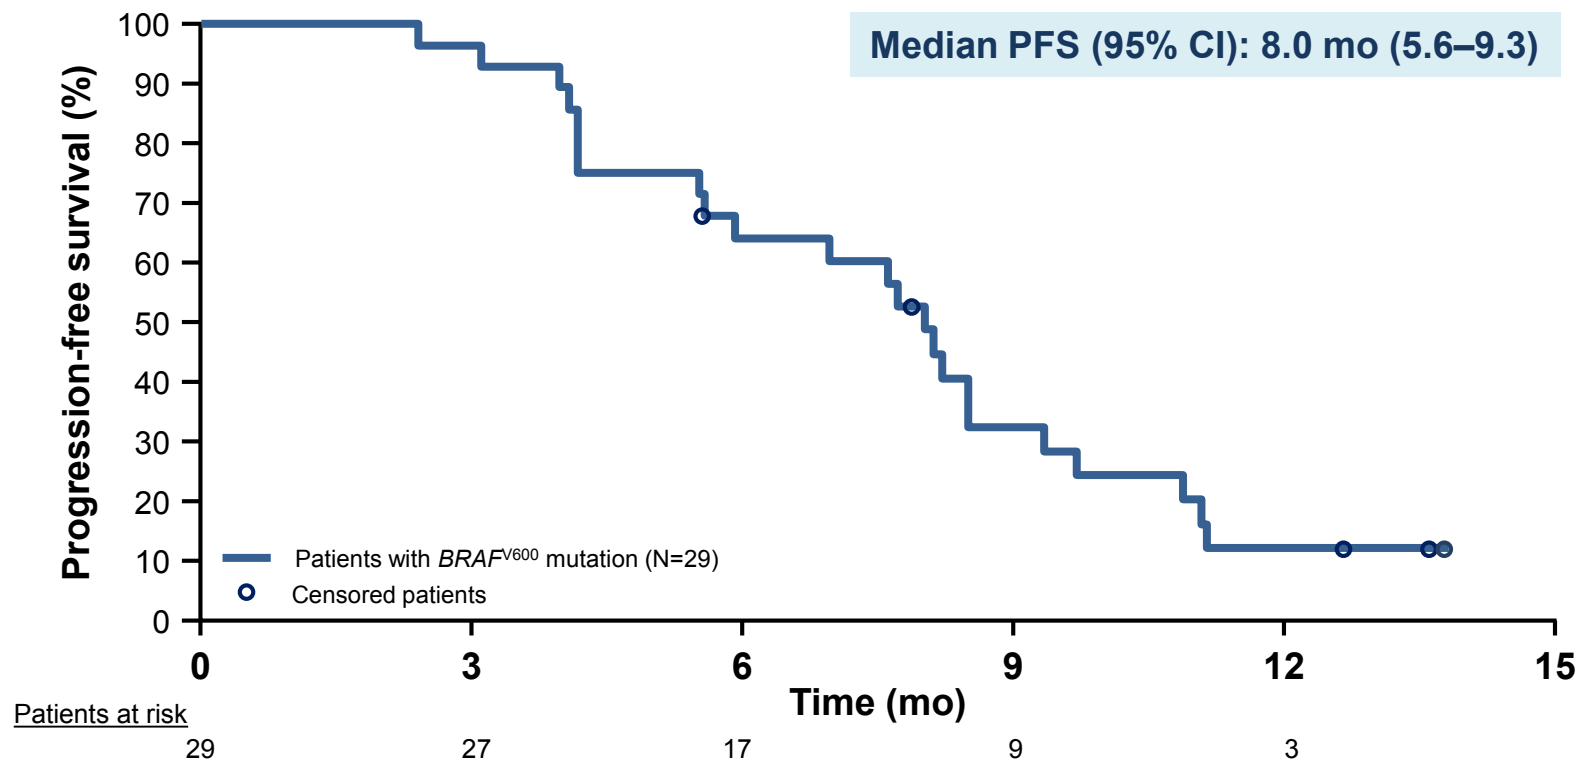 Median PFS (95% CI): 8.0 mo (5.6–9.3)
Progression-free survival (%)
100
90
80
70
60
50
40
30
20
10
0
Patients with BRAF^V600 mutation (N=29)
Censored patients
0 3 6 9 12 15
Time (mo)
Patients at risk
29 27 17 9 3